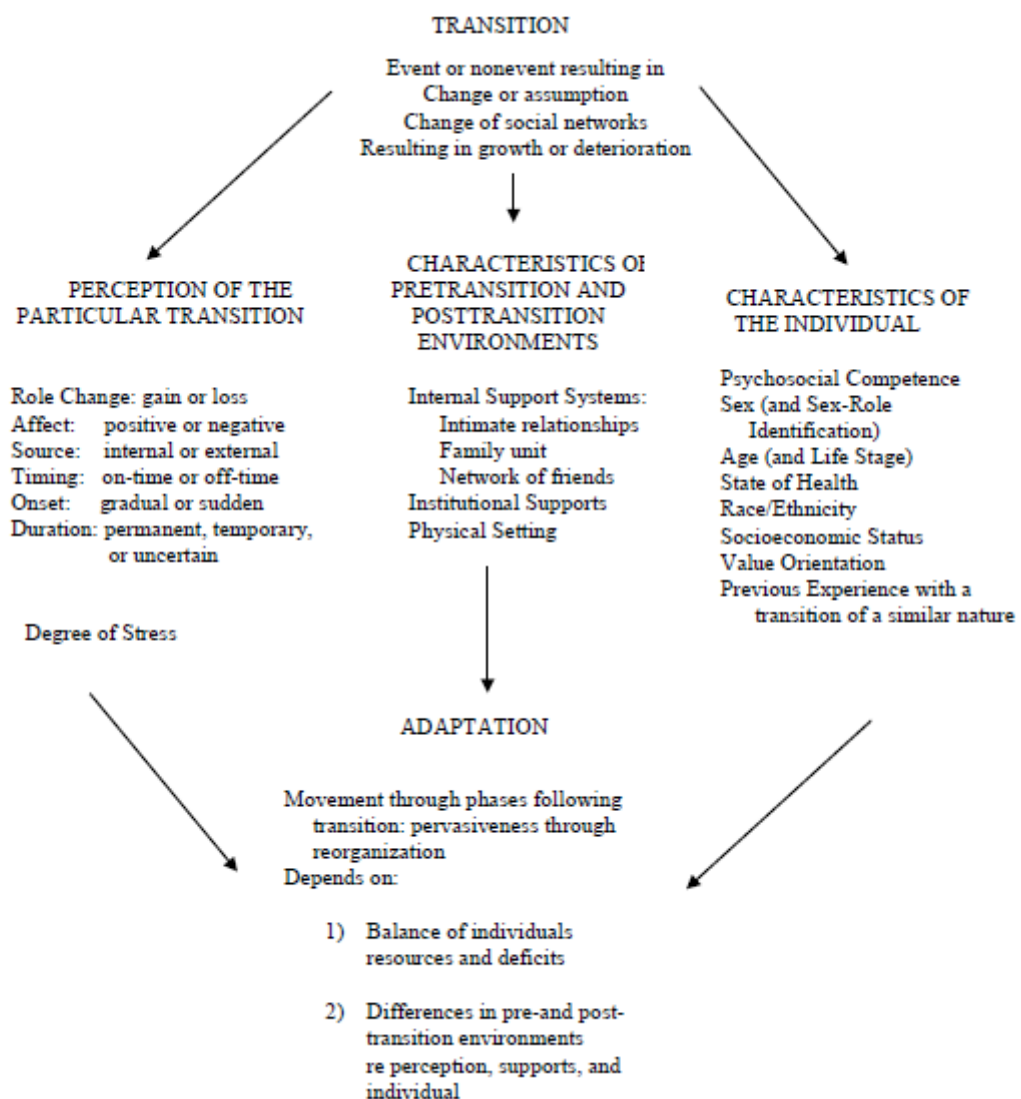 TRANSITION
Event or nonevent resulting in
Change or assumption
Change of social networks
Resulting in growth or deterioration
PERCEPTION OF THE
PARTICULAR TRANSITION
Role Change: gain or loss
Affect: positive or negative
Source: internal or external
Timing: on-time or off-time
Onset: gradual or sudden
Duration: permanent, temporary,
or uncertain
Degree of Stress
CHARACTERISTICS OF
PRETRANSITION AND
POSTTRANSITION
ENVIRONMENTS
Internal Support Systems:
Intimate relationships
Family unit
Network of friends
Institutional Supports
Physical Setting
CHARACTERISTICS OF
THE INDIVIDUAL
Psychosocial Competence
Sex (and Sex-Role
Identification)
Age (and Life Stage)
State of Health
Race/Ethnicity
Socioeconomic Status
Value Orientation
Previous Experience with a
transition of a similar nature
ADAPTATION
Movement through phases following
transition: pervasiveness through
reorganization
Depends on:
1) Balance of individuals
resources and deficits
2) Differences in pre-and post-
transition environments
re perception, supports, and
individual